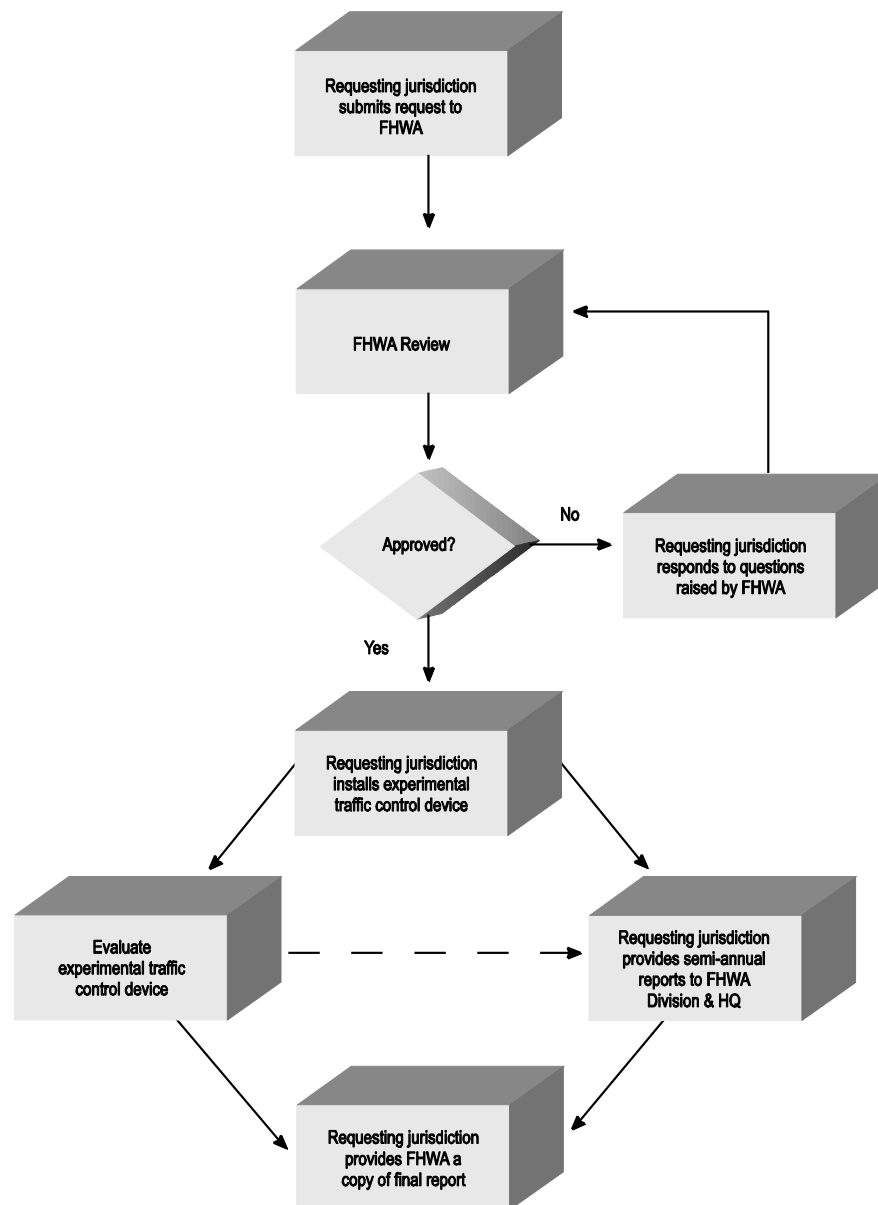 Requesting jurisdiction
submits request to
FHWA
FHWA Review
Approved?
No
Requesting jurisdiction
responds to questions
raised by FHWA
Yes
Requesting jurisdiction
installs experimental
traffic control device
Evaluate
experimental traffic
control device
Requesting jurisdiction
provides semi-annual
reports to FHWA
Division & HQ
Requesting jurisdiction
provides FHWA a
copy of final report